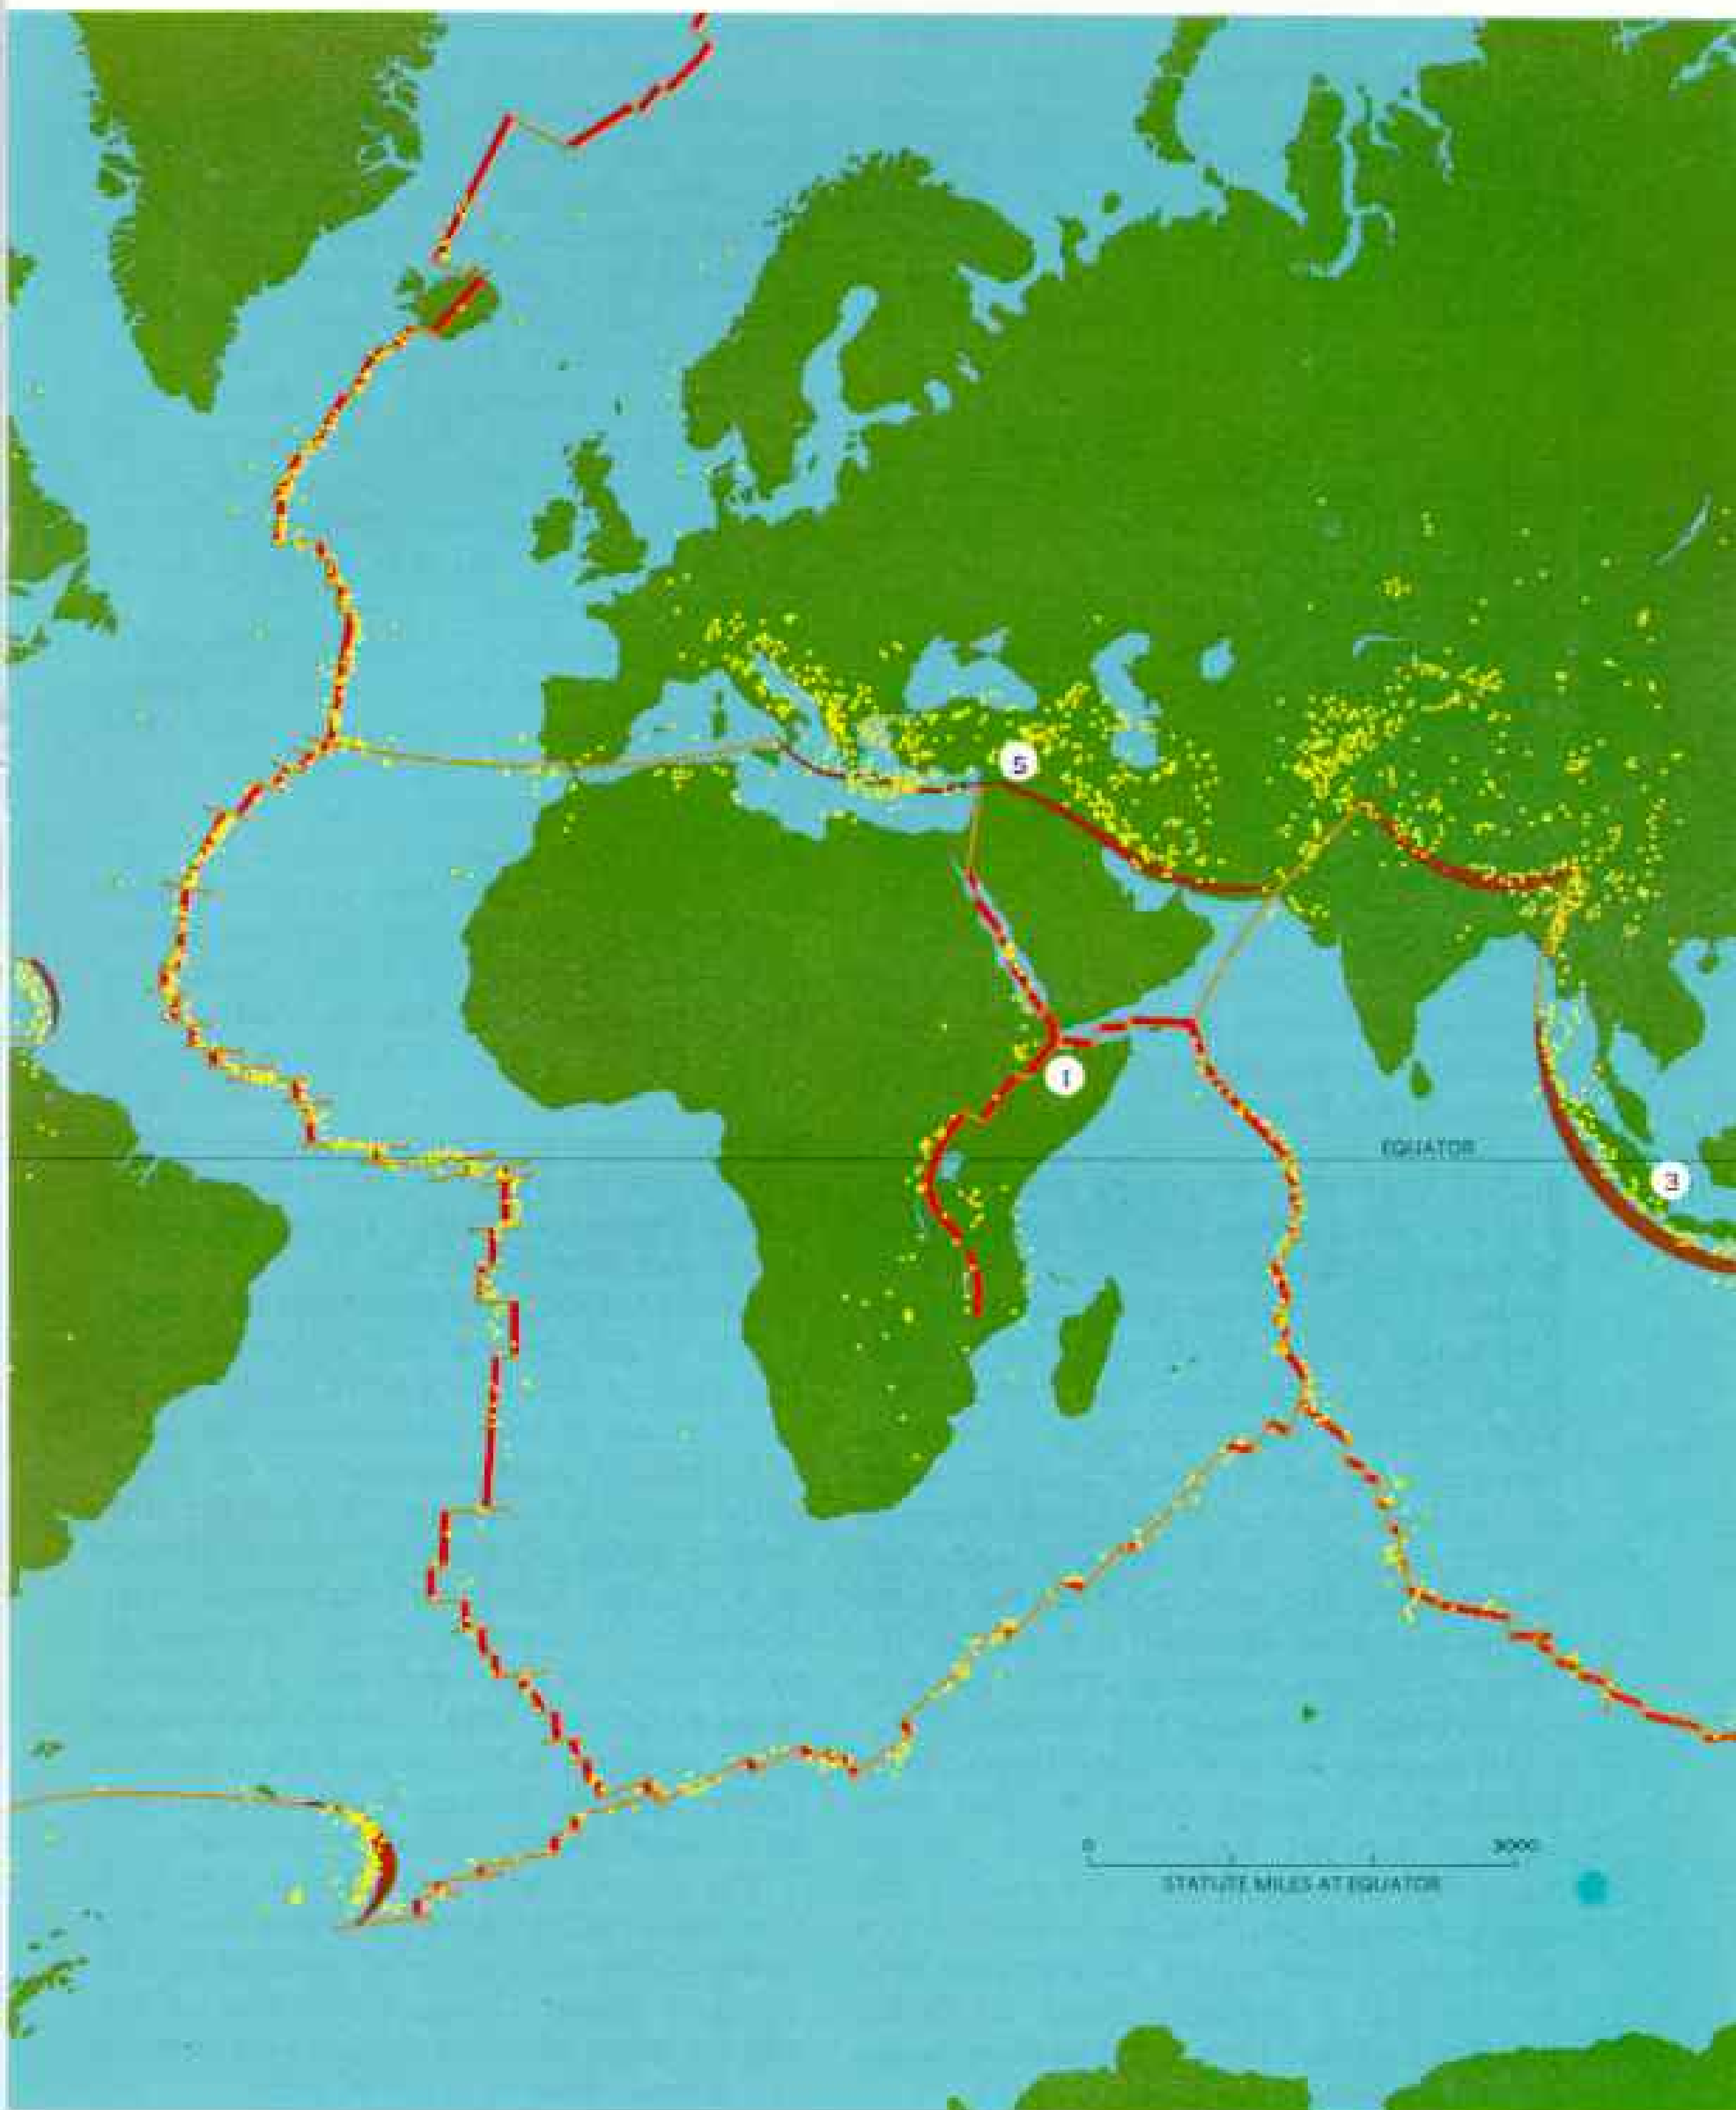 5
1
EQUATOR
3
0 3000
STATUTE MILES AT EQUATOR